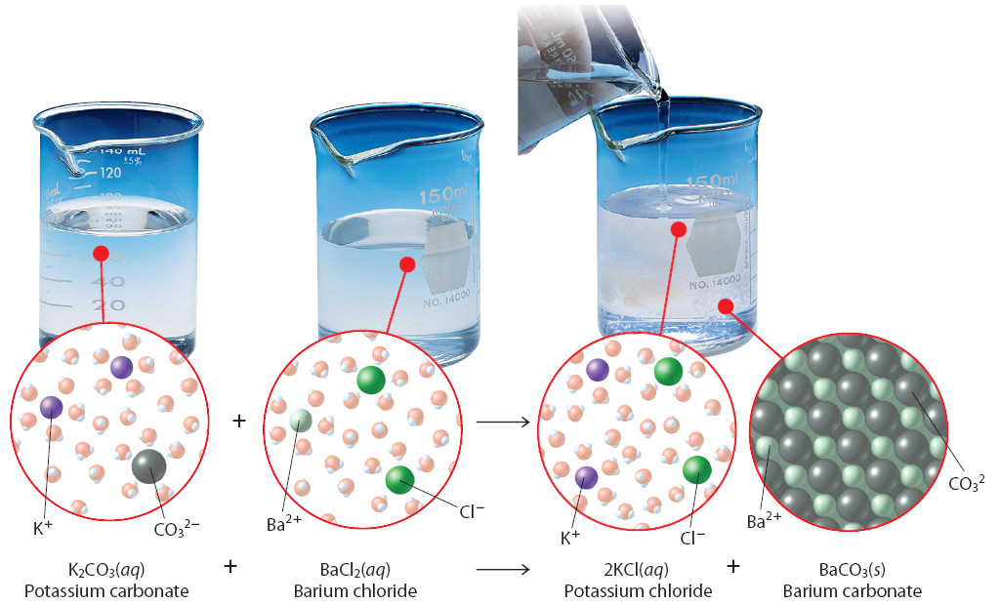 140 mL
±5%
120
40
20
150ml
NO. 14000
150ml
NO. 14000
+
K⁺
CO₃²⁻
Ba²⁺
Cl⁻
K⁺
Cl⁻
Ba²⁺
CO₃²
K₂CO₃(aq) + BaCl₂(aq) ⟶ 2KCl(aq) + BaCO₃(s)
Potassium carbonate Barium chloride Potassium chloride Barium carbonate